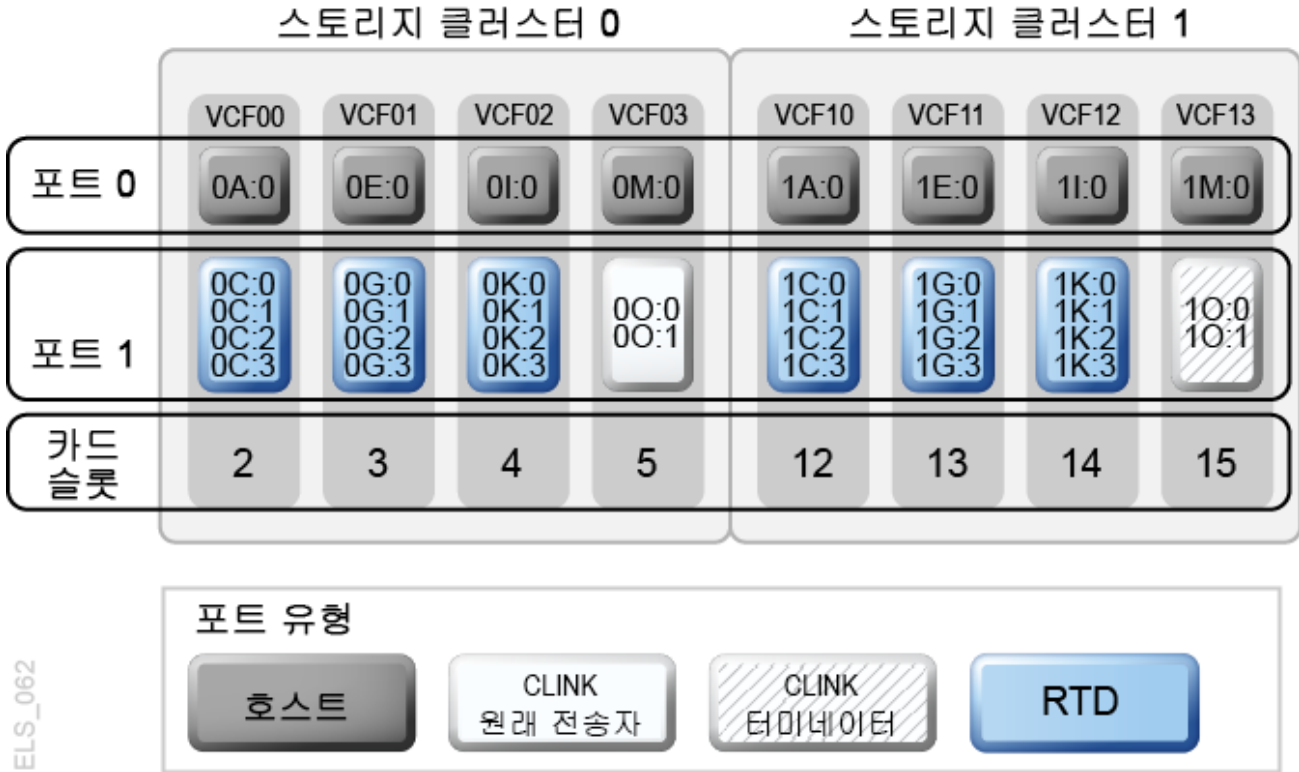 스토리지 클러스터 0
스토리지 클러스터 1
VCF00 VCF01 VCF02 VCF03 VCF10 VCF11 VCF12 VCF13
포트 0
0A:0 0E:0 0I:0 0M:0 1A:0 1E:0 1I:0 1M:0
포트 1
0C:0
0C:1
0C:2
0C:3
0G:0
0G:1
0G:2
0G:3
0K:0
0K:1
0K:2
0K:3
0O:0
0O:1
1C:0
1C:1
1C:2
1C:3
1G:0
1G:1
1G:2
1G:3
1K:0
1K:1
1K:2
1K:3
1O:0
1O:1
카드
슬롯
2 3 4 5 12 13 14 15
포트 유형
호스트
CLINK
원래 전송자
CLINK
터미네이터
RTD
ELS_062